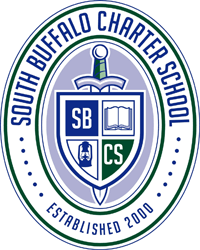 SOUTH BUFFALO CHARTER SCHOOL
SB
CS
ESTABLISHED 2000